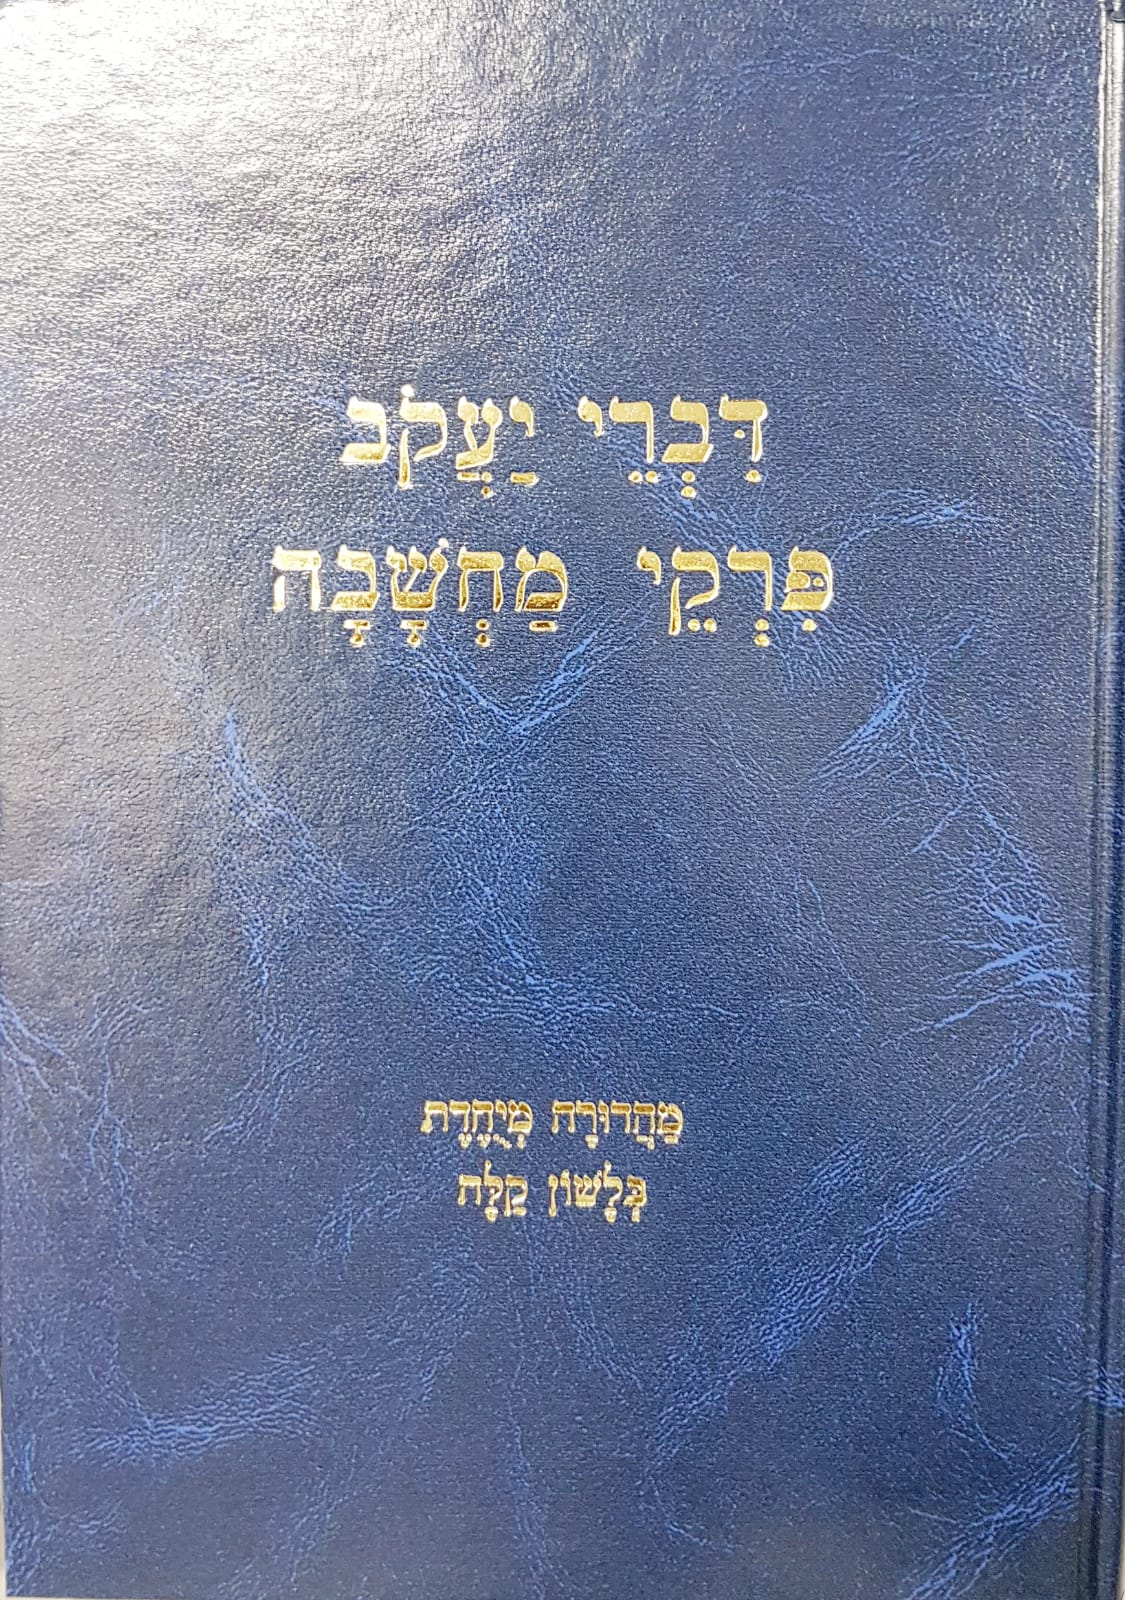 דִּבְרֵי יַעֲקֹב
פִּרְקֵי מַחְשָׁבָה
מַהֲדוּרָה מְיֻחֶדֶת
בְּלָשׁוֹן קַלָּה